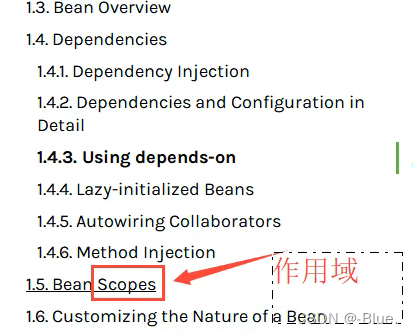 1.3. Bean Overview
1.4. Dependencies
1.4.1. Dependency Injection
1.4.2. Dependencies and Configuration in
Detail
1.4.3. Using depends-on
1.4.4. Lazy-initialized Beans
1.4.5. Autowiring Collaborators
1.4.6. Method Injection
作用域
1.5. Bean Scopes
1.6. Customizing the Nature of a Bean
CSDN @-Blue.